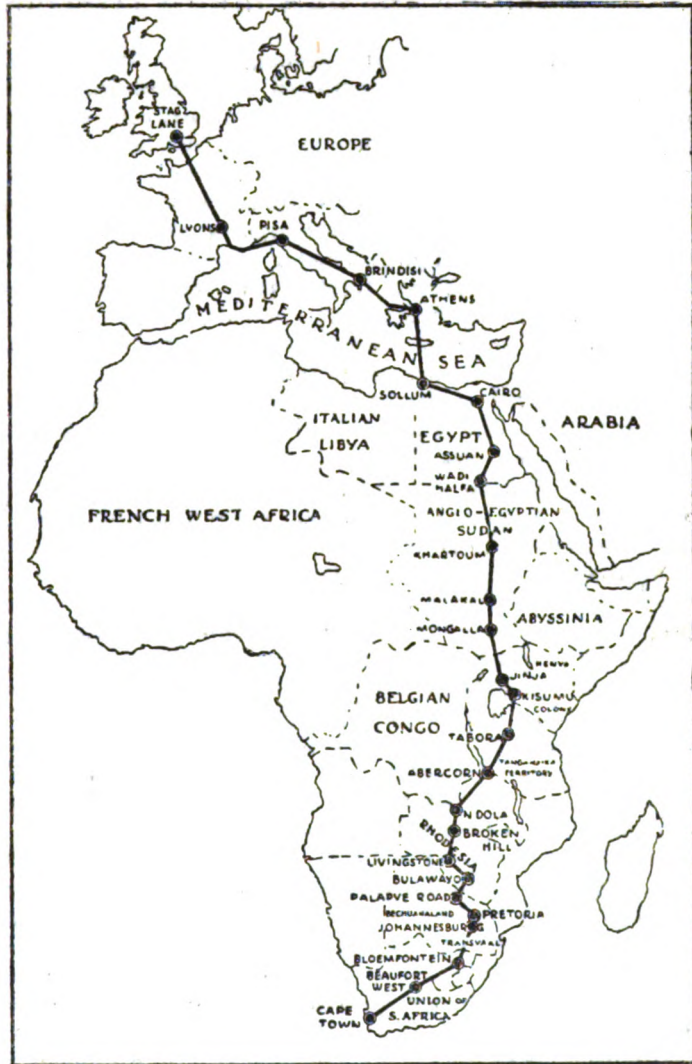 STAG
LANE
EUROPE
LYONS
PISA
BRINDISI
ATHENS
MEDITERRANEAN SEA
SOLLUM
CAIRO
ITALIAN
LIBYA
EGYPT
ARABIA
ASSUAN
WADI
HALFA
FRENCH WEST AFRICA
ANGLO-EGYPTIAN
SUDAN
KHARTOUM
MALAKAL
ABYSSINIA
MONGALLA
KENYA
JINJA
BELGIAN
CONGO
KISUMU
COLONY
TABORA
TANGANYIKA
TERRITORY
ABERCORN
NDOLA
BROKEN
HILL
RHODESIA
LIVINGSTONE
BULAWAYO
PALAPYE ROAD
BECHUANALAND
PRETORIA
JOHANNESBURG
TRANSVAAL
BLOEMFONTEIN
BEAUFORT
WEST
UNION OF
S. AFRICA
CAPE
TOWN